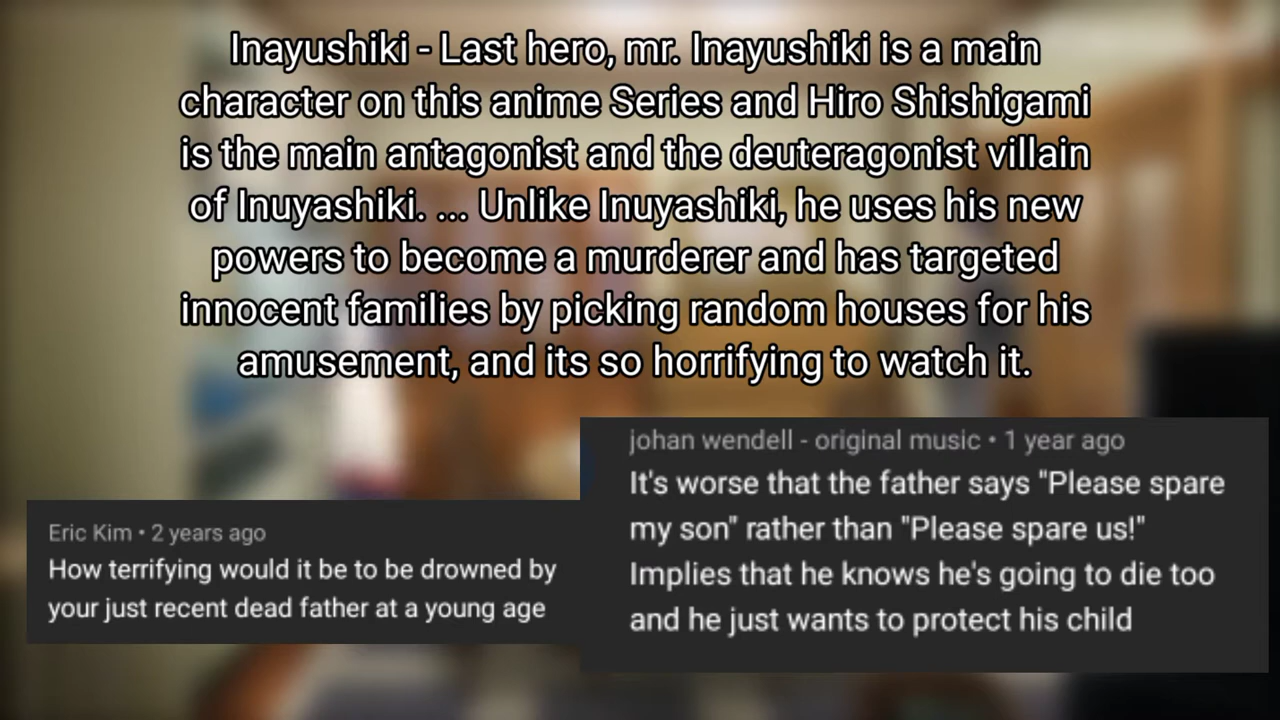 Inayushiki - Last hero, mr. Inayushiki is a main
character on this anime Series and Hiro Shishigami
is the main antagonist and the deuteragonist villain
of Inuyashiki. ... Unlike Inuyashiki, he uses his new
powers to become a murderer and has targeted
innocent families by picking random houses for his
amusement, and its so horrifying to watch it.
Eric Kim • 2 years ago
How terrifying would it be to be drowned by
your just recent dead father at a young age
johan wendell - original music • 1 year ago
It's worse that the father says "Please spare
my son" rather than "Please spare us!"
Implies that he knows he's going to die too
and he just wants to protect his child